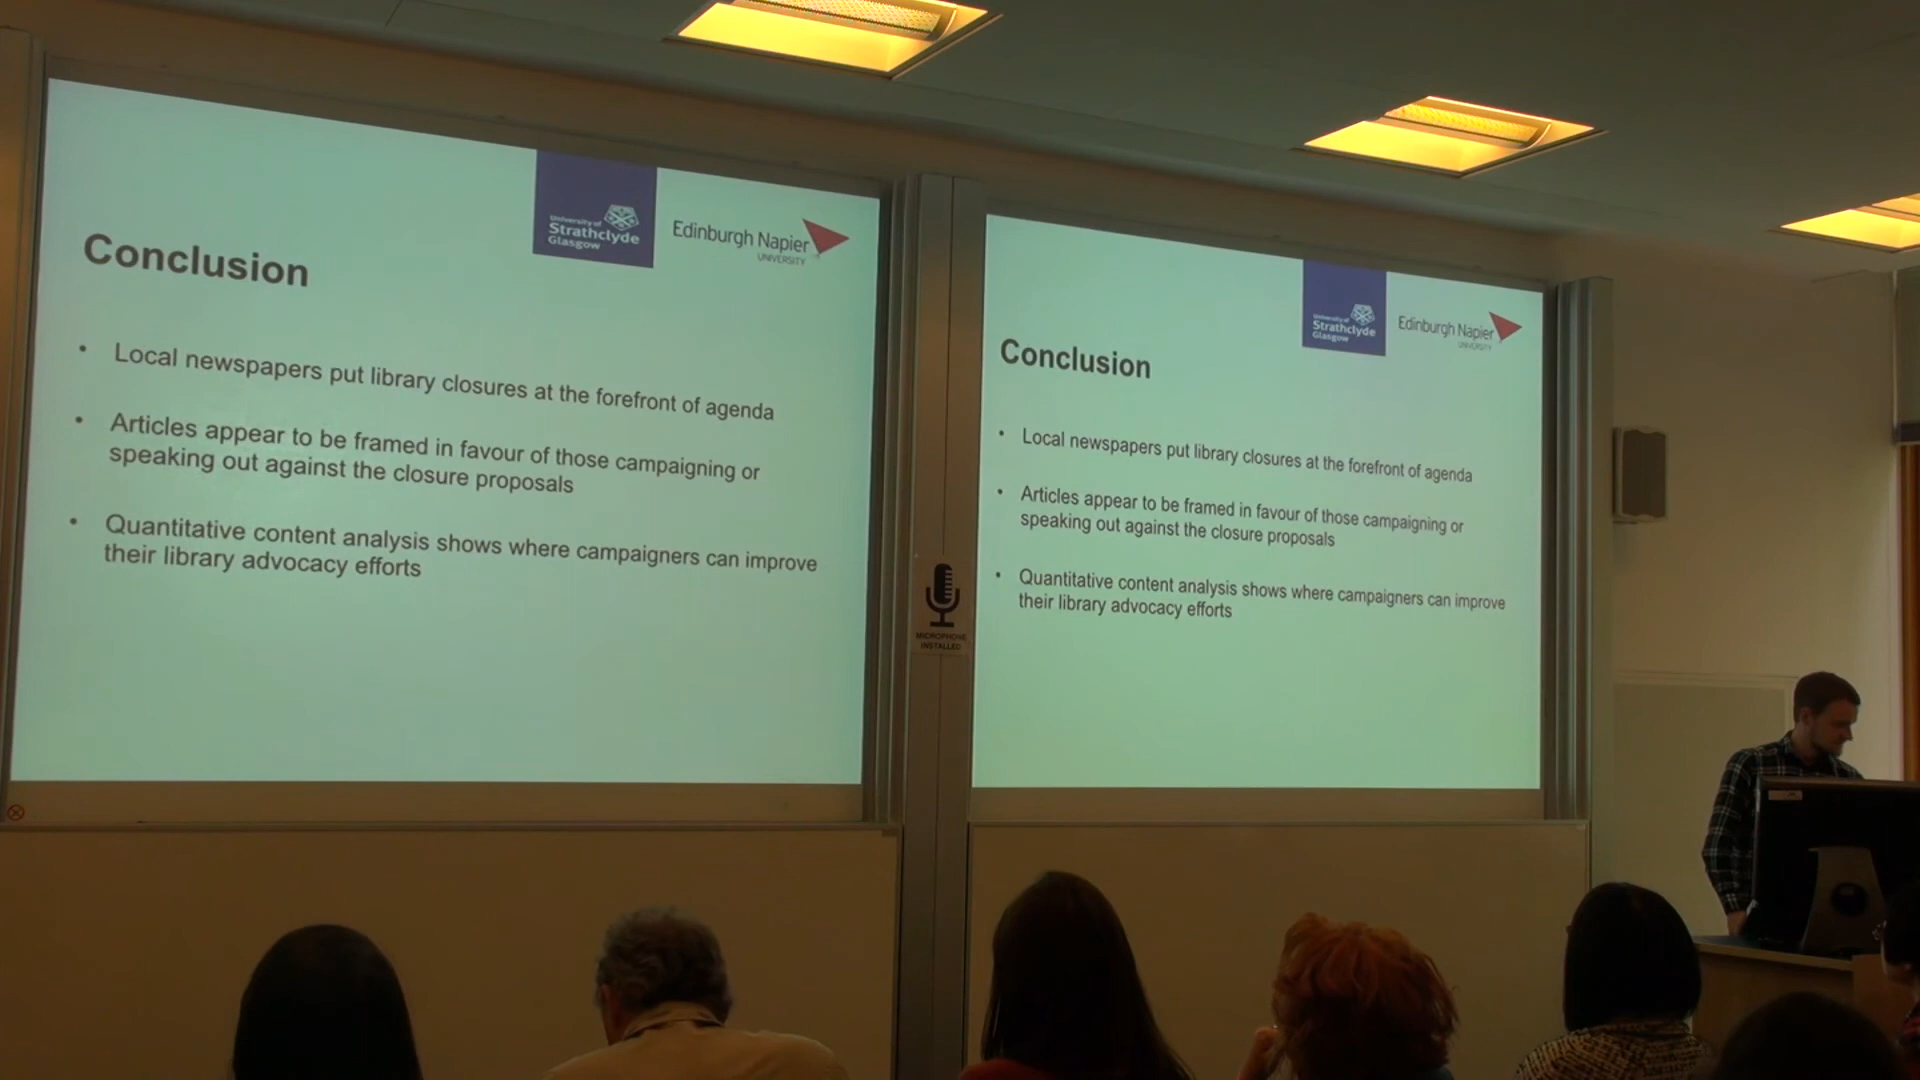 Conclusion
University of
Strathclyde
Glasgow
Edinburgh Napier
UNIVERSITY
• Local newspapers put library closures at the forefront of agenda
• Articles appear to be framed in favour of those campaigning or
speaking out against the closure proposals
• Quantitative content analysis shows where campaigners can improve
their library advocacy efforts
MICROPHONE
INSTALLED
Conclusion
University of
Strathclyde
Glasgow
Edinburgh Napier
UNIVERSITY
• Local newspapers put library closures at the forefront of agenda
• Articles appear to be framed in favour of those campaigning or
speaking out against the closure proposals
• Quantitative content analysis shows where campaigners can improve
their library advocacy efforts